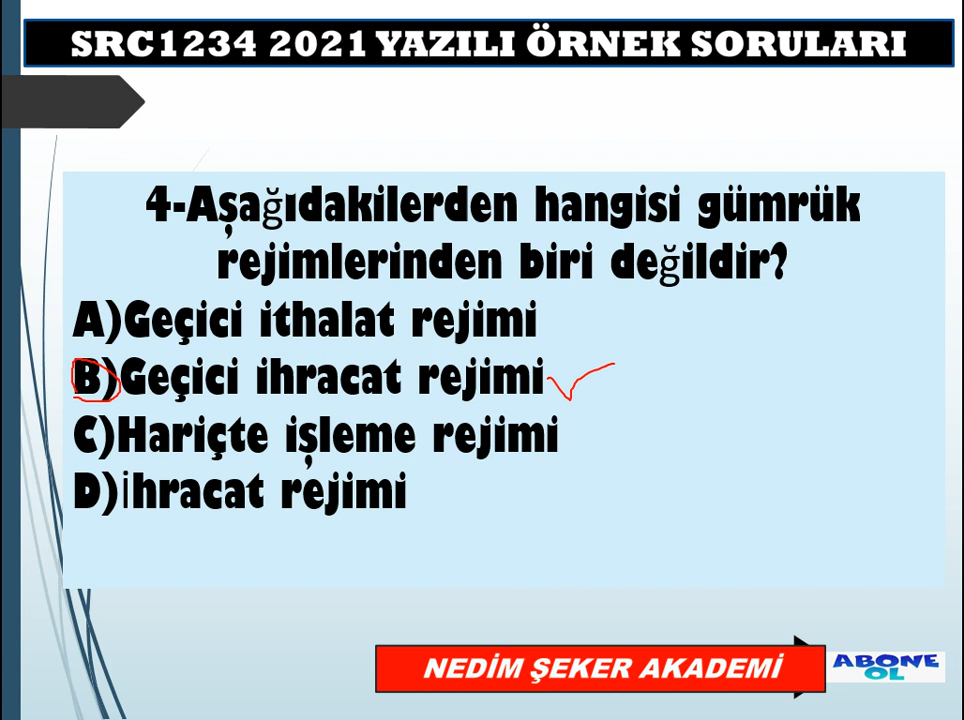 SRC1234 2021 YAZILI ÖRNEK SORULARI
4-Aşağıdakilerden hangisi gümrük
rejimlerinden biri değildir?
A)Geçici ithalat rejimi
B)Geçici ihracat rejimi
C)Hariçte işleme rejimi
D)İhracat rejimi
NEDİM ŞEKER AKADEMİ
ABONE
OL